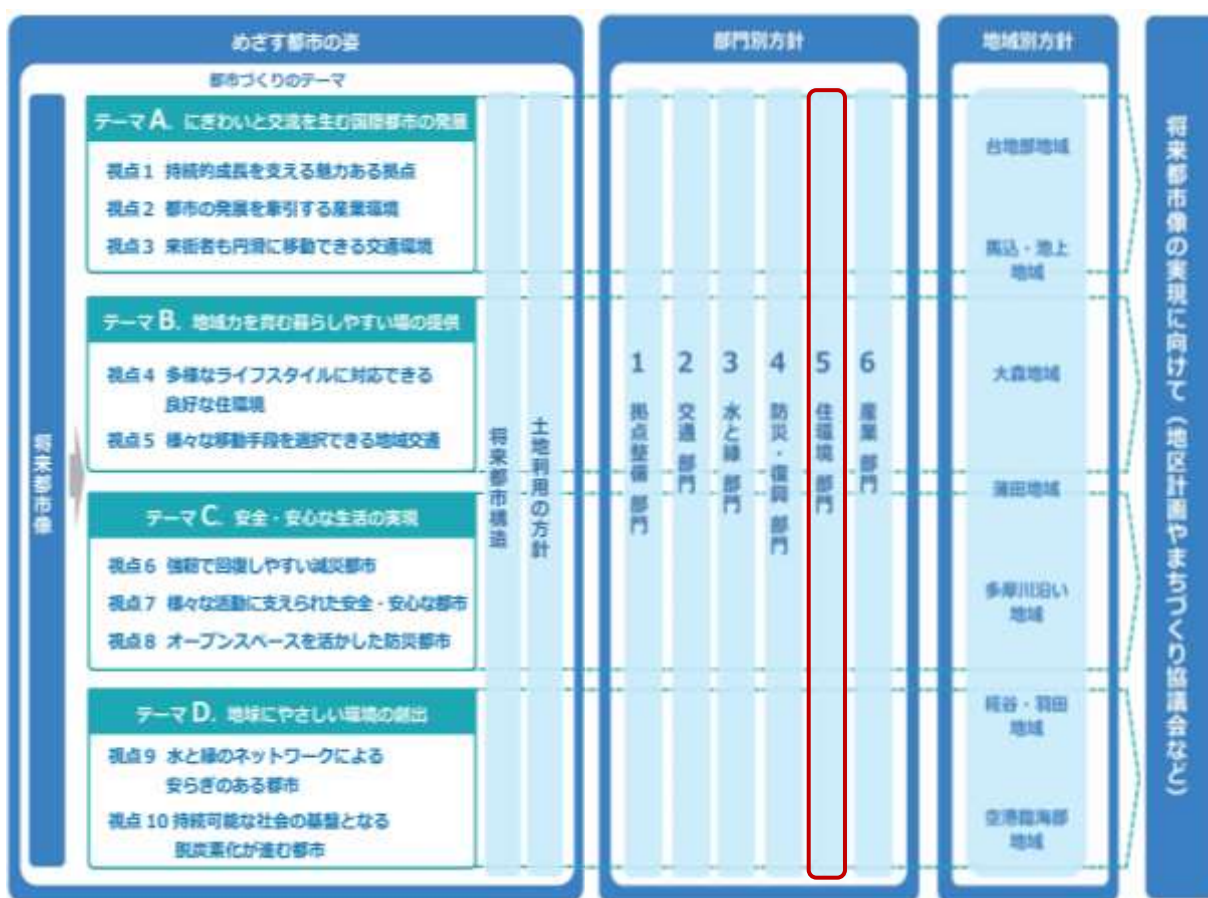 めざす都市の姿
都市づくりのテーマ
将来都市像
テーマ A. にぎわいと交流を生む国際都市の発展
視点1 持続的成長を支える魅力ある拠点
視点2 都市の発展を牽引する産業環境
視点3 来街者も円滑に移動できる交通環境
テーマ B. 地域力を育む暮らしやすい場の提供
視点4 多様なライフスタイルに対応できる
良好な住環境
視点5 様々な移動手段を選択できる地域交通
テーマ C. 安全・安心な生活の実現
視点6 強靭で回復しやすい減災都市
視点7 様々な活動に支えられた安全・安心な都市
視点8 オープンスペースを活かした防災都市
テーマ D. 地球にやさしい環境の創出
視点9 水と緑のネットワークによる
安らぎのある都市
視点10 持続可能な社会の基盤となる
脱炭素化が進む都市
将来都市構造
土地利用の方針
部門別方針
1 拠点整備 部門
2 交通 部門
3 水と緑 部門
4 防災・復興 部門
5 住環境 部門
6 産業 部門
地域別方針
台地部地域
馬込・池上
地域
大森地域
蒲田地域
多摩川沿い
地域
糀谷・羽田
地域
空港臨海部
地域
将来都市像の実現に向けて(地区計画やまちづくり協議会など)